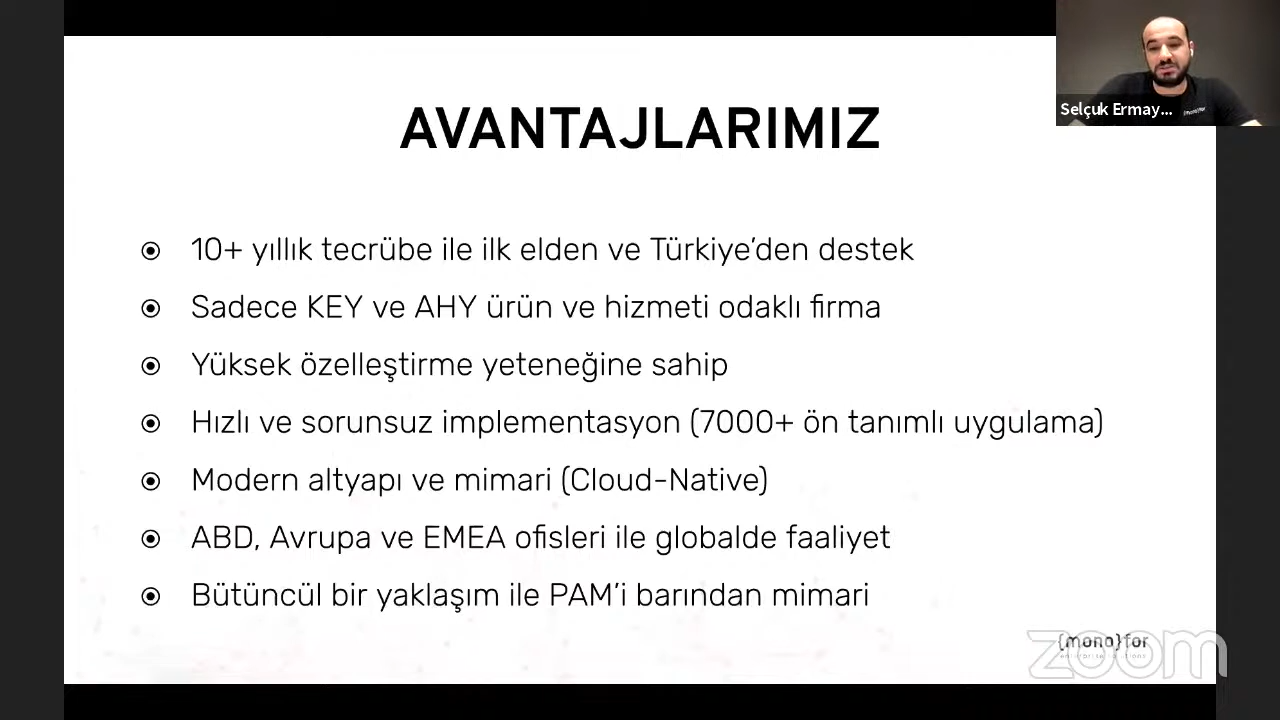 AVANTAJLARIMIZ
Selçuk Ermay...
10+ yıllık tecrübe ile ilk elden ve Türkiye’den destek
Sadece KEY ve AHY ürün ve hizmeti odaklı firma
Yüksek özelleştirme yeteneğine sahip
Hızlı ve sorunsuz implementasyon (7000+ ön tanımlı uygulama)
Modern altyapı ve mimari (Cloud-Native)
ABD, Avrupa ve EMEA ofisleri ile globalde faaliyet
Bütüncül bir yaklaşım ile PAM’i barından mimari
{mono}for
zoom